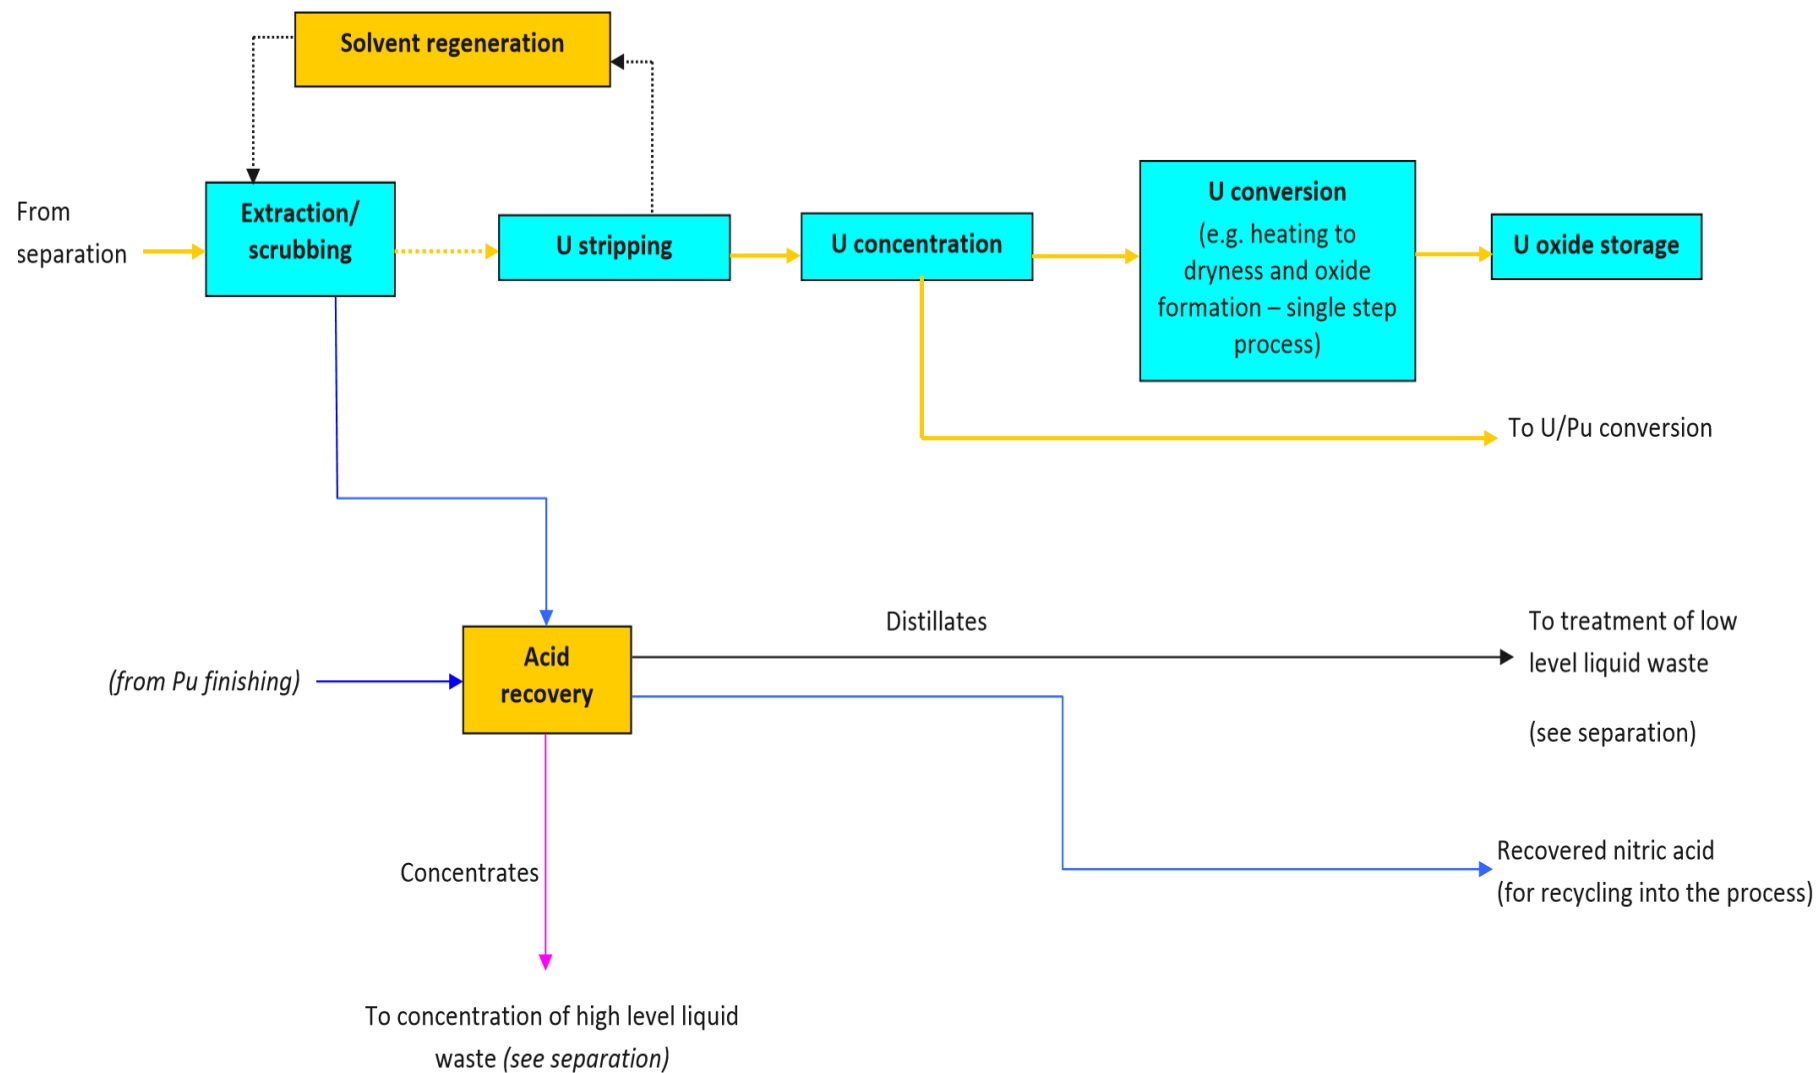 Solvent regeneration
From
separation
Extraction/
scrubbing
U stripping
U concentration
U conversion
(e.g. heating to
dryness and oxide
formation – single step
process)
U oxide storage
To U/Pu conversion
Distillates
To treatment of low
level liquid waste
(see separation)
(from Pu finishing)
Acid
recovery
Recovered nitric acid
(for recycling into the process)
Concentrates
To concentration of high level liquid
waste (see separation)